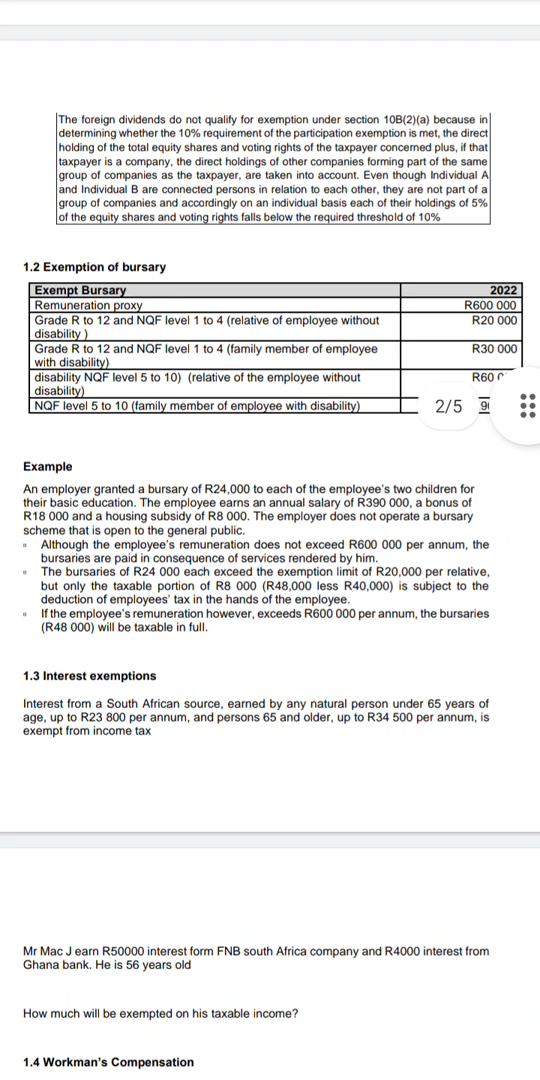 The foreign dividends do not qualify for exemption under section 10B(2)(a) because in
determining whether the 10% requirement of the participation exemption is met, the direct
holding of the total equity shares and voting rights of the taxpayer concerned plus, if that
taxpayer is a company, the direct holdings of other companies forming part of the same
group of companies as the taxpayer, are taken into account. Even though Individual A
and Individual B are connected persons in relation to each other, they are not part of a
group of companies and accordingly on an individual basis each of their holdings of 5%
of the equity shares and voting rights falls below the required threshold of 10%
1.2 Exemption of bursary
Exempt Bursary 2022
Remuneration proxy R600 000
Grade R to 12 and NQF level 1 to 4 (relative of employee without R20 000
disability )
Grade R to 12 and NQF level 1 to 4 (family member of employee R30 000
with disability)
disability NQF level 5 to 10) (relative of the employee without R60
disability)
NQF level 5 to 10 (family member of employee with disability)
2/5
Example
An employer granted a bursary of R24,000 to each of the employee's two children for
their basic education. The employee earns an annual salary of R390 000, a bonus of
R18 000 and a housing subsidy of R8 000. The employer does not operate a bursary
scheme that is open to the general public.
▫ Although the employee's remuneration does not exceed R600 000 per annum, the
bursaries are paid in consequence of services rendered by him.
▫ The bursaries of R24 000 each exceed the exemption limit of R20,000 per relative,
but only the taxable portion of R8 000 (R48,000 less R40,000) is subject to the
deduction of employees' tax in the hands of the employee.
▫ If the employee's remuneration however, exceeds R600 000 per annum, the bursaries
(R48 000) will be taxable in full.
1.3 Interest exemptions
Interest from a South African source, earned by any natural person under 65 years of
age, up to R23 800 per annum, and persons 65 and older, up to R34 500 per annum, is
exempt from income tax
Mr Mac J earn R50000 interest form FNB south Africa company and R4000 interest from
Ghana bank. He is 56 years old
How much will be exempted on his taxable income?
1.4 Workman's Compensation